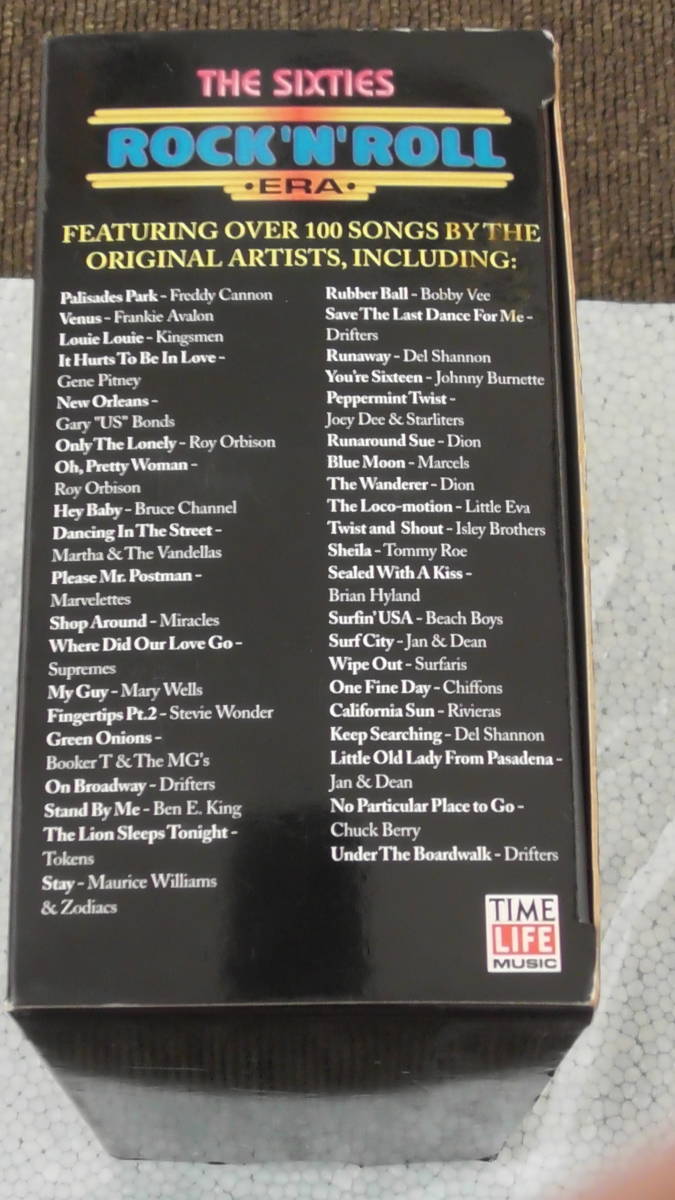 THE SIXTIES
ROCK'N'ROLL
•ERA•
FEATURING OVER 100 SONGS BY THE
ORIGINAL ARTISTS, INCLUDING:
Palisades Park - Freddy Cannon
Venus - Frankie Avalon
Louie Louie - Kingsmen
It Hurts To Be In Love -
Gene Pitney
New Orleans -
Gary "US" Bonds
Only The Lonely - Roy Orbison
Oh, Pretty Woman -
Roy Orbison
Hey Baby - Bruce Channel
Dancing In The Street -
Martha & The Vandellas
Please Mr. Postman -
Marvelettes
Shop Around - Miracles
Where Did Our Love Go -
Supremes
My Guy - Mary Wells
Fingertips Pt.2 - Stevie Wonder
Green Onions -
Booker T & The MG's
On Broadway - Drifters
Stand By Me - Ben E. King
The Lion Sleeps Tonight -
Tokens
Stay - Maurice Williams
& Zodiacs
Rubber Ball - Bobby Vee
Save The Last Dance For Me -
Drifters
Runaway - Del Shannon
You're Sixteen - Johnny Burnette
Peppermint Twist -
Joey Dee & Starliters
Runaround Sue - Dion
Blue Moon - Marcels
The Wanderer - Dion
The Loco-motion - Little Eva
Twist and Shout - Isley Brothers
Sheila - Tommy Roe
Sealed With A Kiss -
Brian Hyland
Surfin' USA - Beach Boys
Surf City - Jan & Dean
Wipe Out - Surfaris
One Fine Day - Chiffons
California Sun - Rivieras
Keep Searching - Del Shannon
Little Old Lady From Pasadena -
Jan & Dean
No Particular Place to Go -
Chuck Berry
Under The Boardwalk - Drifters
TIME
LIFE
MUSIC